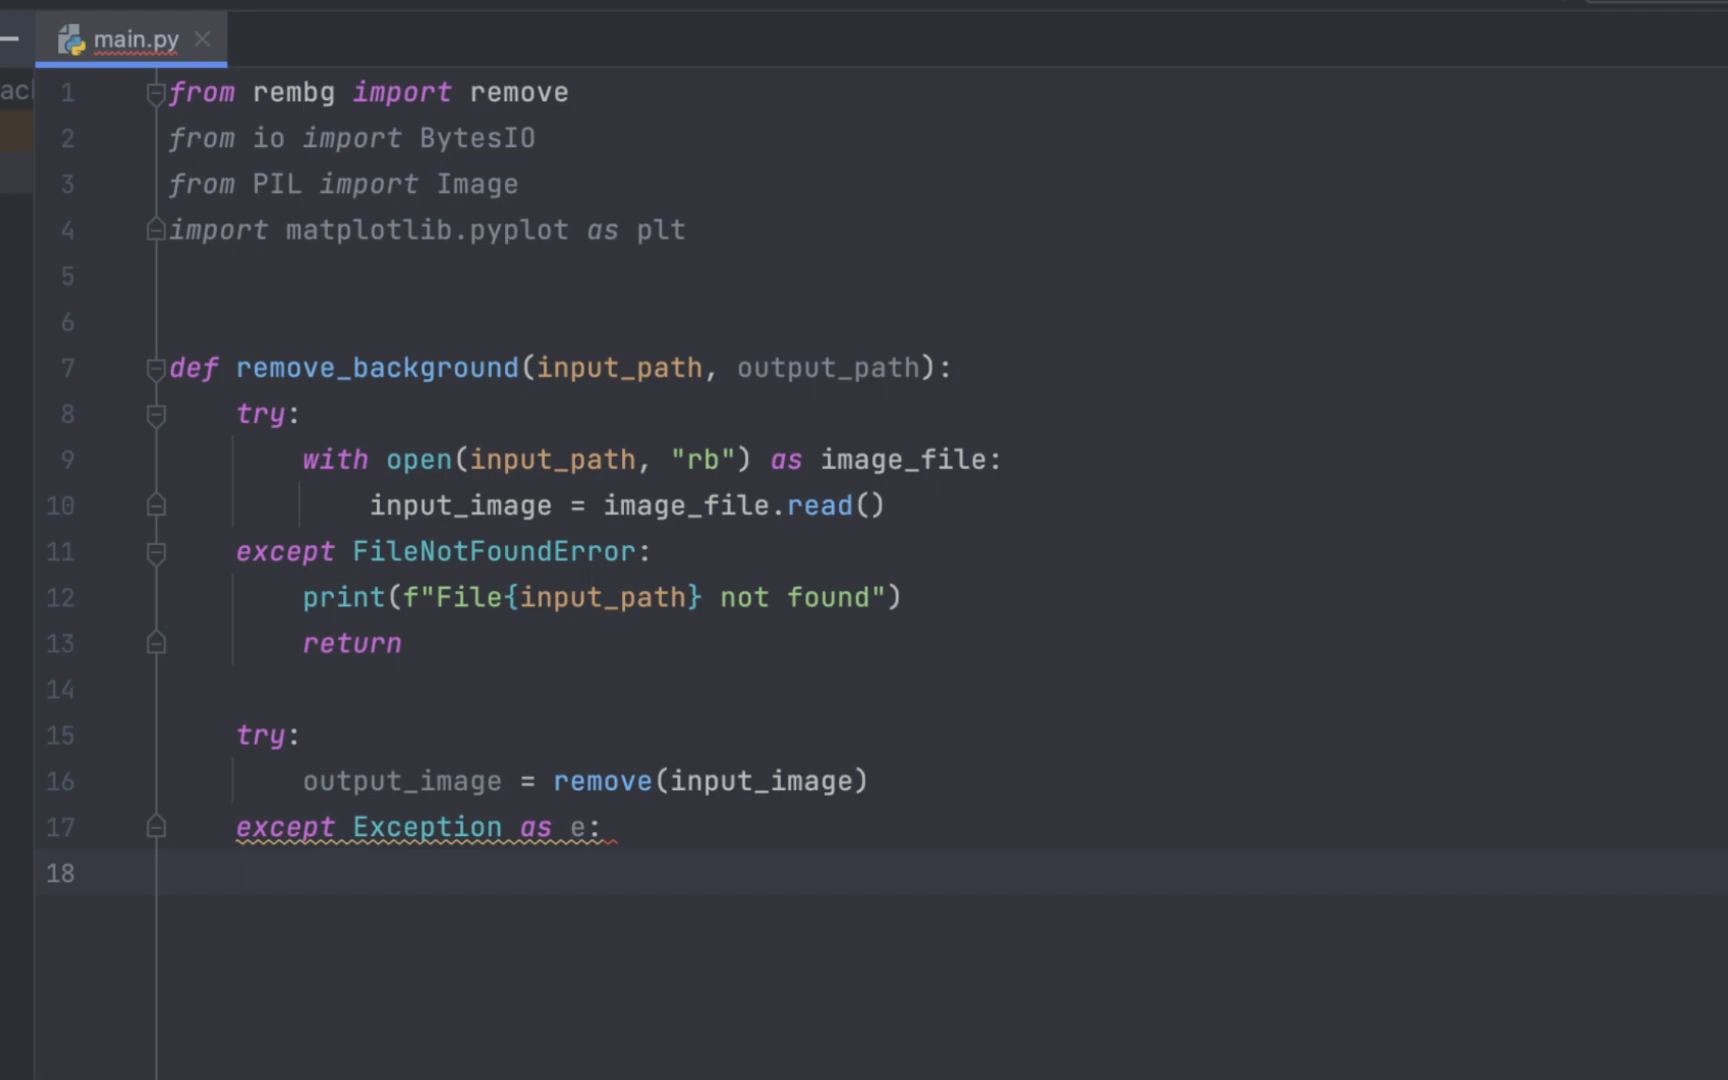 main.py
ac
1 from rembg import remove
2 from io import BytesIO
3 from PIL import Image
4 import matplotlib.pyplot as plt
5
6
7 def remove_background(input_path, output_path):
8     try:
9         with open(input_path, "rb") as image_file:
10             input_image = image_file.read()
11     except FileNotFoundError:
12         print(f"File{input_path} not found")
13         return
14
15     try:
16         output_image = remove(input_image)
17     except Exception as e:
18